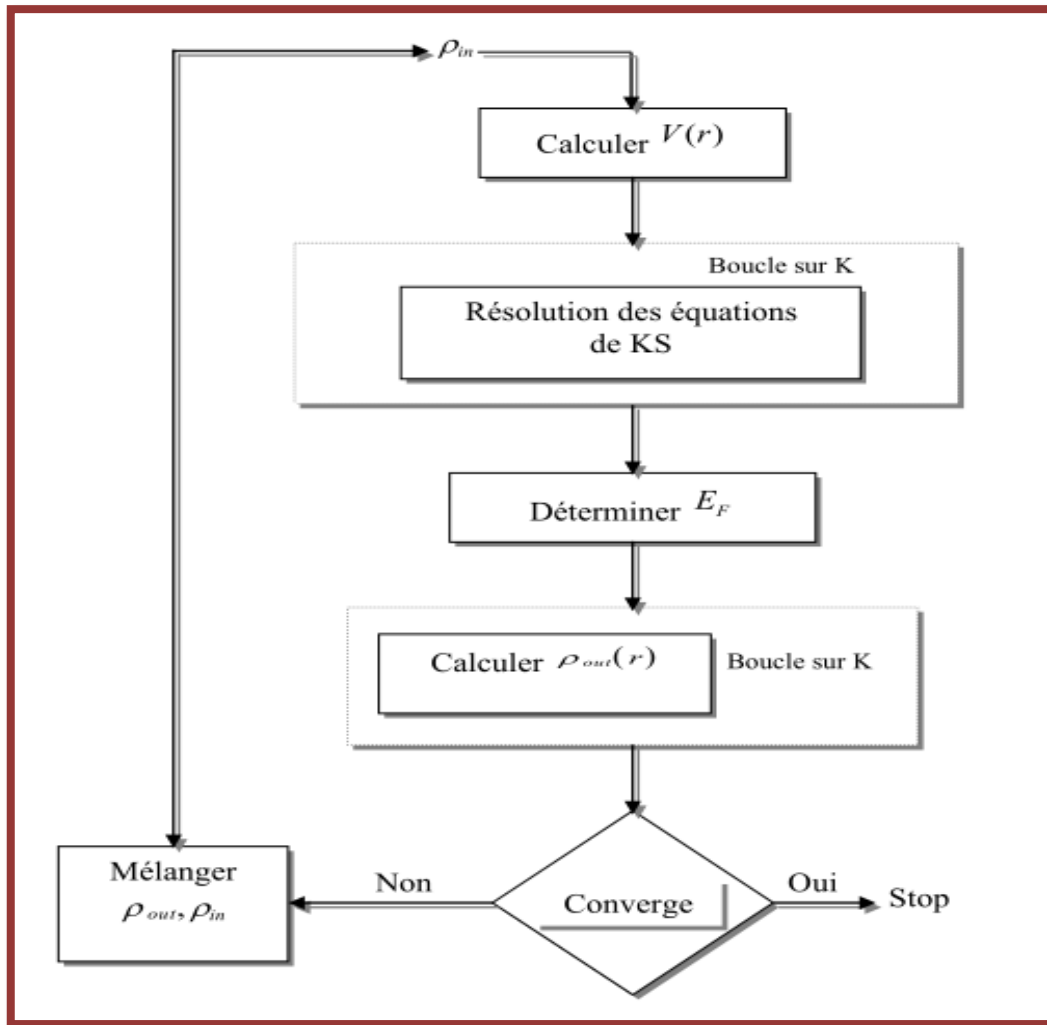 ρin
Calculer V(r)
Boucle sur K
Résolution des équations
de KS
Déterminer EF
Calculer ρout(r)
Boucle sur K
Mélanger
ρout, ρin
Non
Converge
Oui
Stop